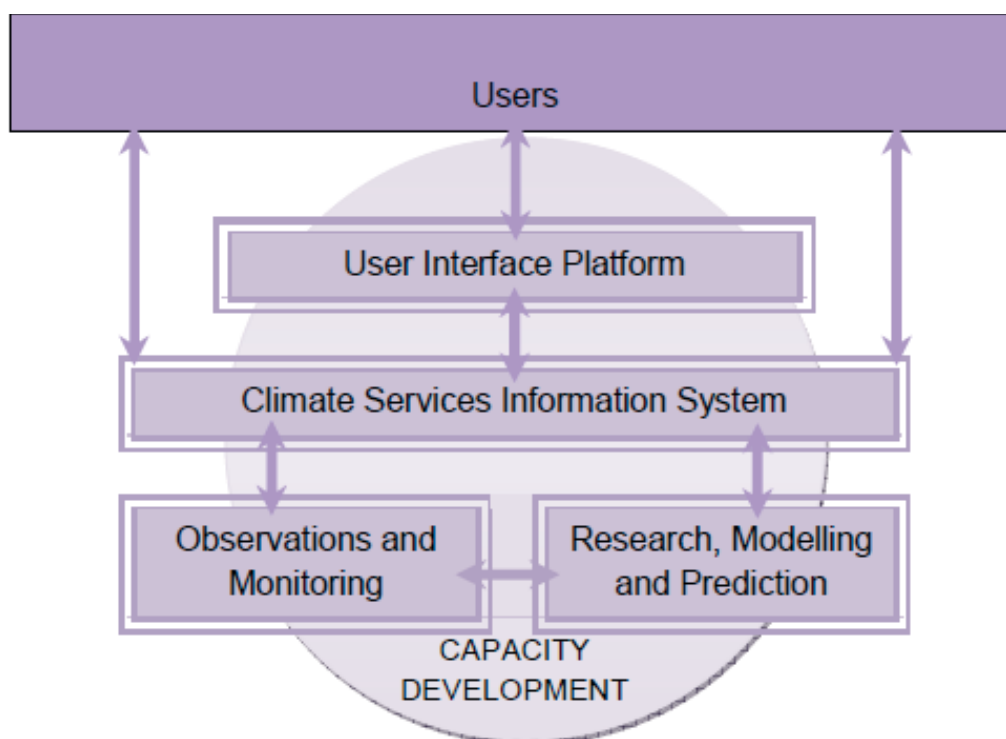 Users
User Interface Platform
Climate Services Information System
Observations and
Monitoring
Research, Modelling
and Prediction
CAPACITY
DEVELOPMENT